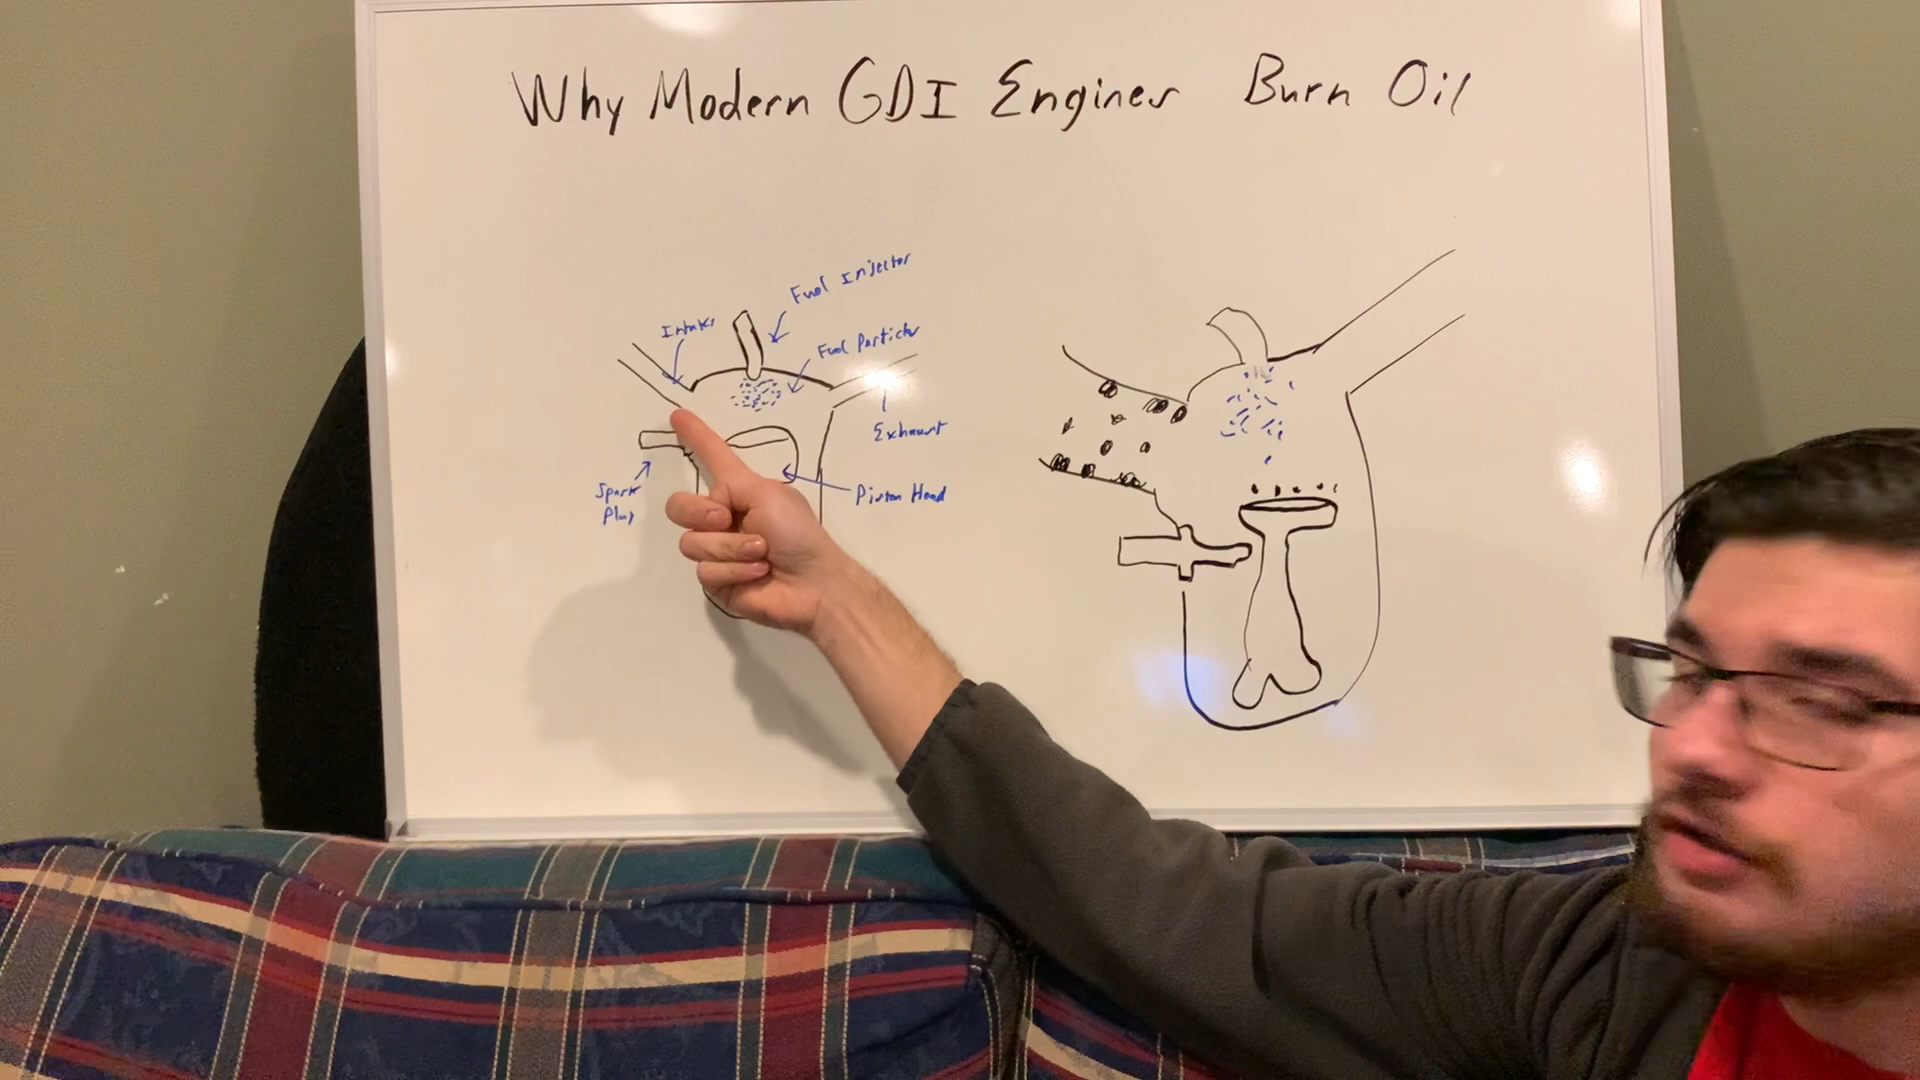 Why Modern GDI Engines Burn Oil
Fuel Injector
Intake
Fuel Particles
Exhaust
Spark
Plug
Piston Head